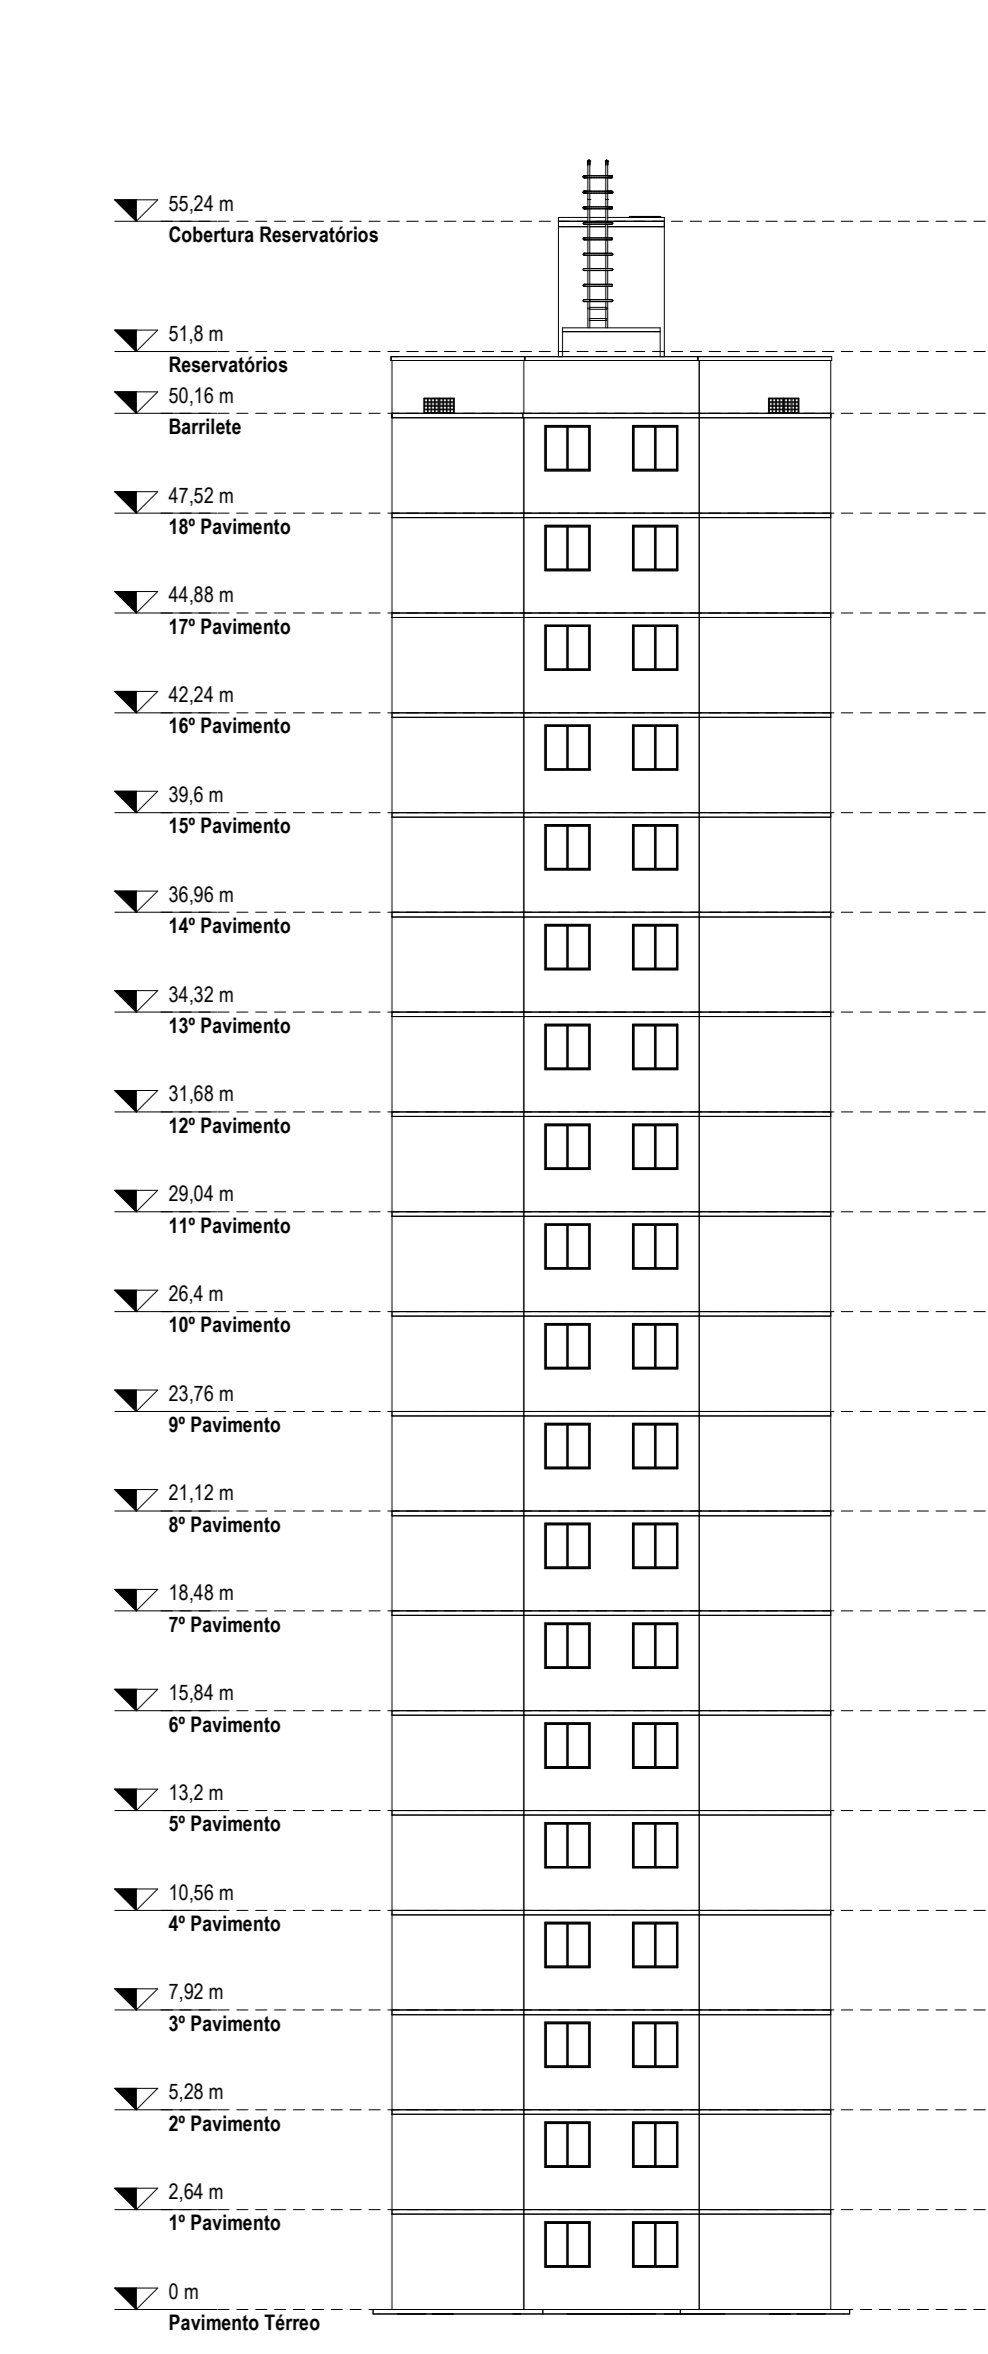 55,24 m
Cobertura Reservatórios
51,8 m
Reservatórios
50,16 m
Barrilete
47,52 m
18º Pavimento
44,88 m
17º Pavimento
42,24 m
16º Pavimento
39,6 m
15º Pavimento
36,96 m
14º Pavimento
34,32 m
13º Pavimento
31,68 m
12º Pavimento
29,04 m
11º Pavimento
26,4 m
10º Pavimento
23,76 m
9º Pavimento
21,12 m
8º Pavimento
18,48 m
7º Pavimento
15,84 m
6º Pavimento
13,2 m
5º Pavimento
10,56 m
4º Pavimento
7,92 m
3º Pavimento
5,28 m
2º Pavimento
2,64 m
1º Pavimento
0 m
Pavimento Térreo